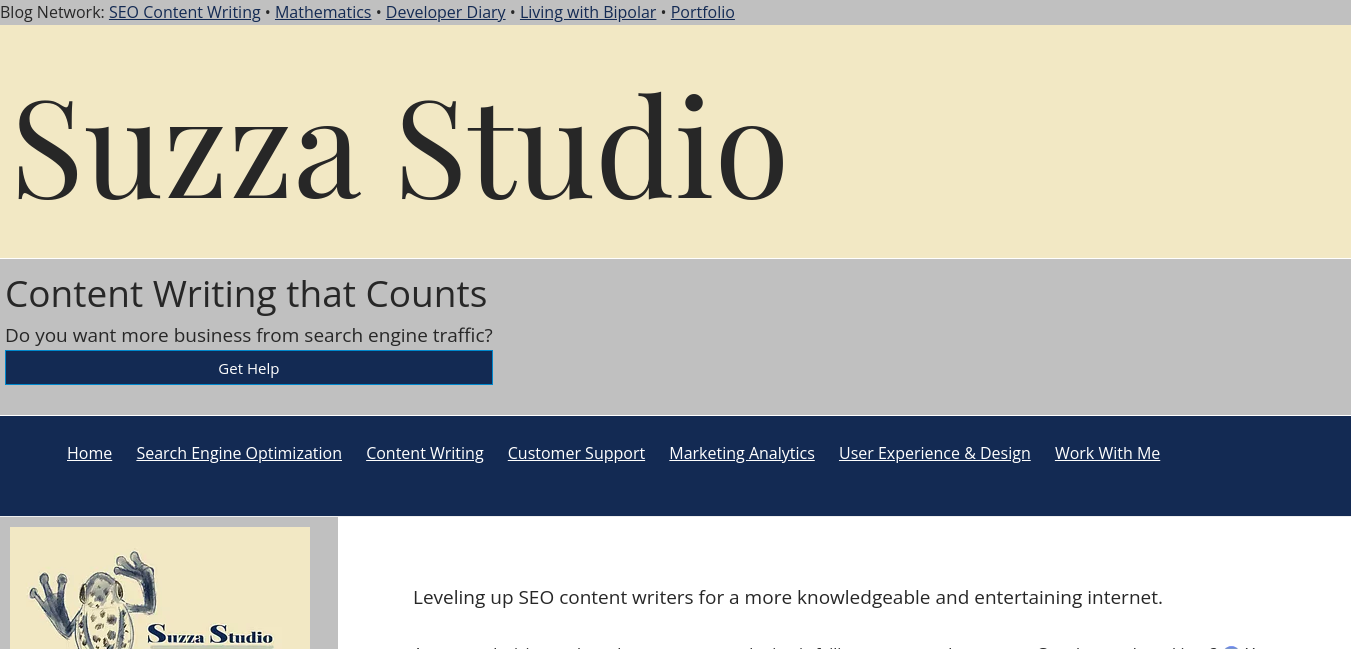 Blog Network: SEO Content Writing • Mathematics • Developer Diary • Living with Bipolar • Portfolio
Suzza Studio
Content Writing that Counts
Do you want more business from search engine traffic?
Get Help
Home Search Engine Optimization Content Writing Customer Support Marketing Analytics User Experience & Design Work With Me
Suzza Studio
Leveling up SEO content writers for a more knowledgeable and entertaining internet.